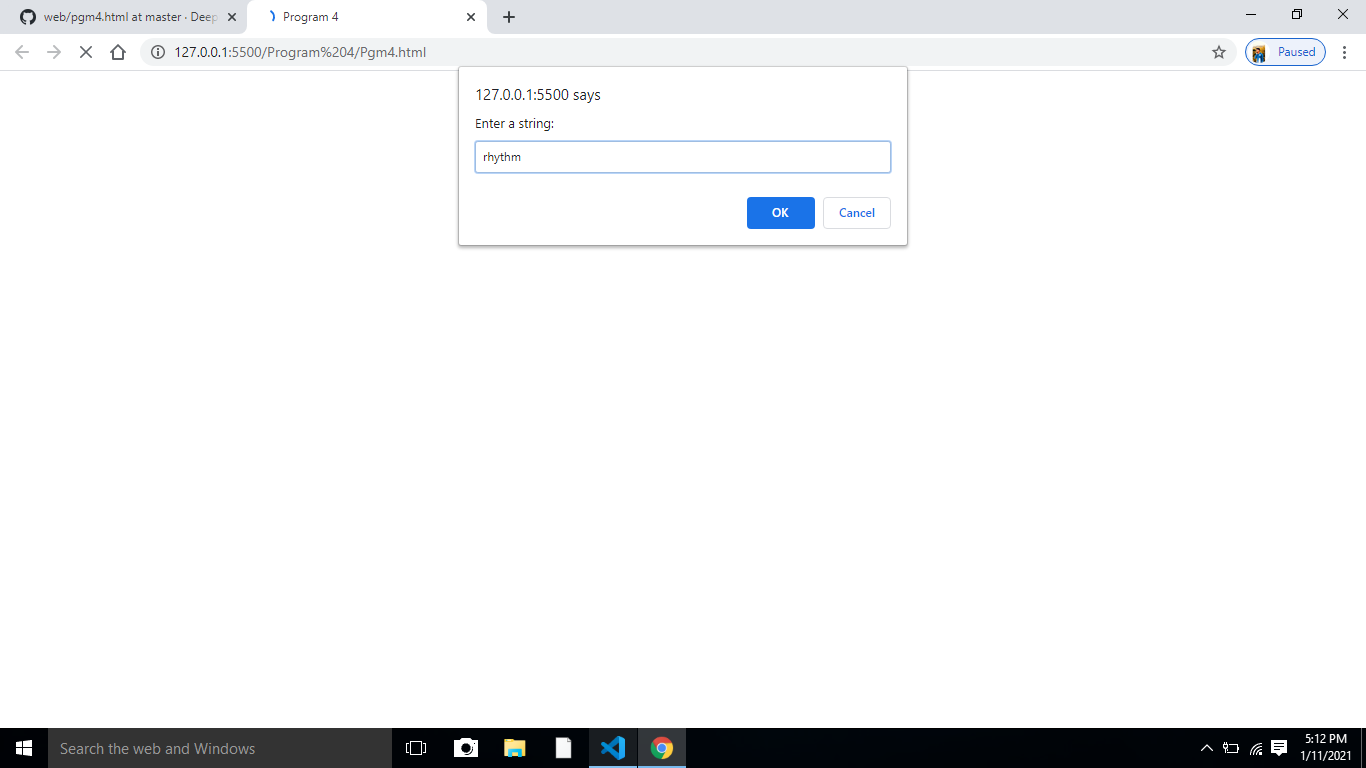 web/pgm4.html at master · Deep
Program 4
127.0.0.1:5500/Program%204/Pgm4.html
Paused
127.0.0.1:5500 says
Enter a string:
rhythm
OK
Cancel
Search the web and Windows
5:12 PM
1/11/2021